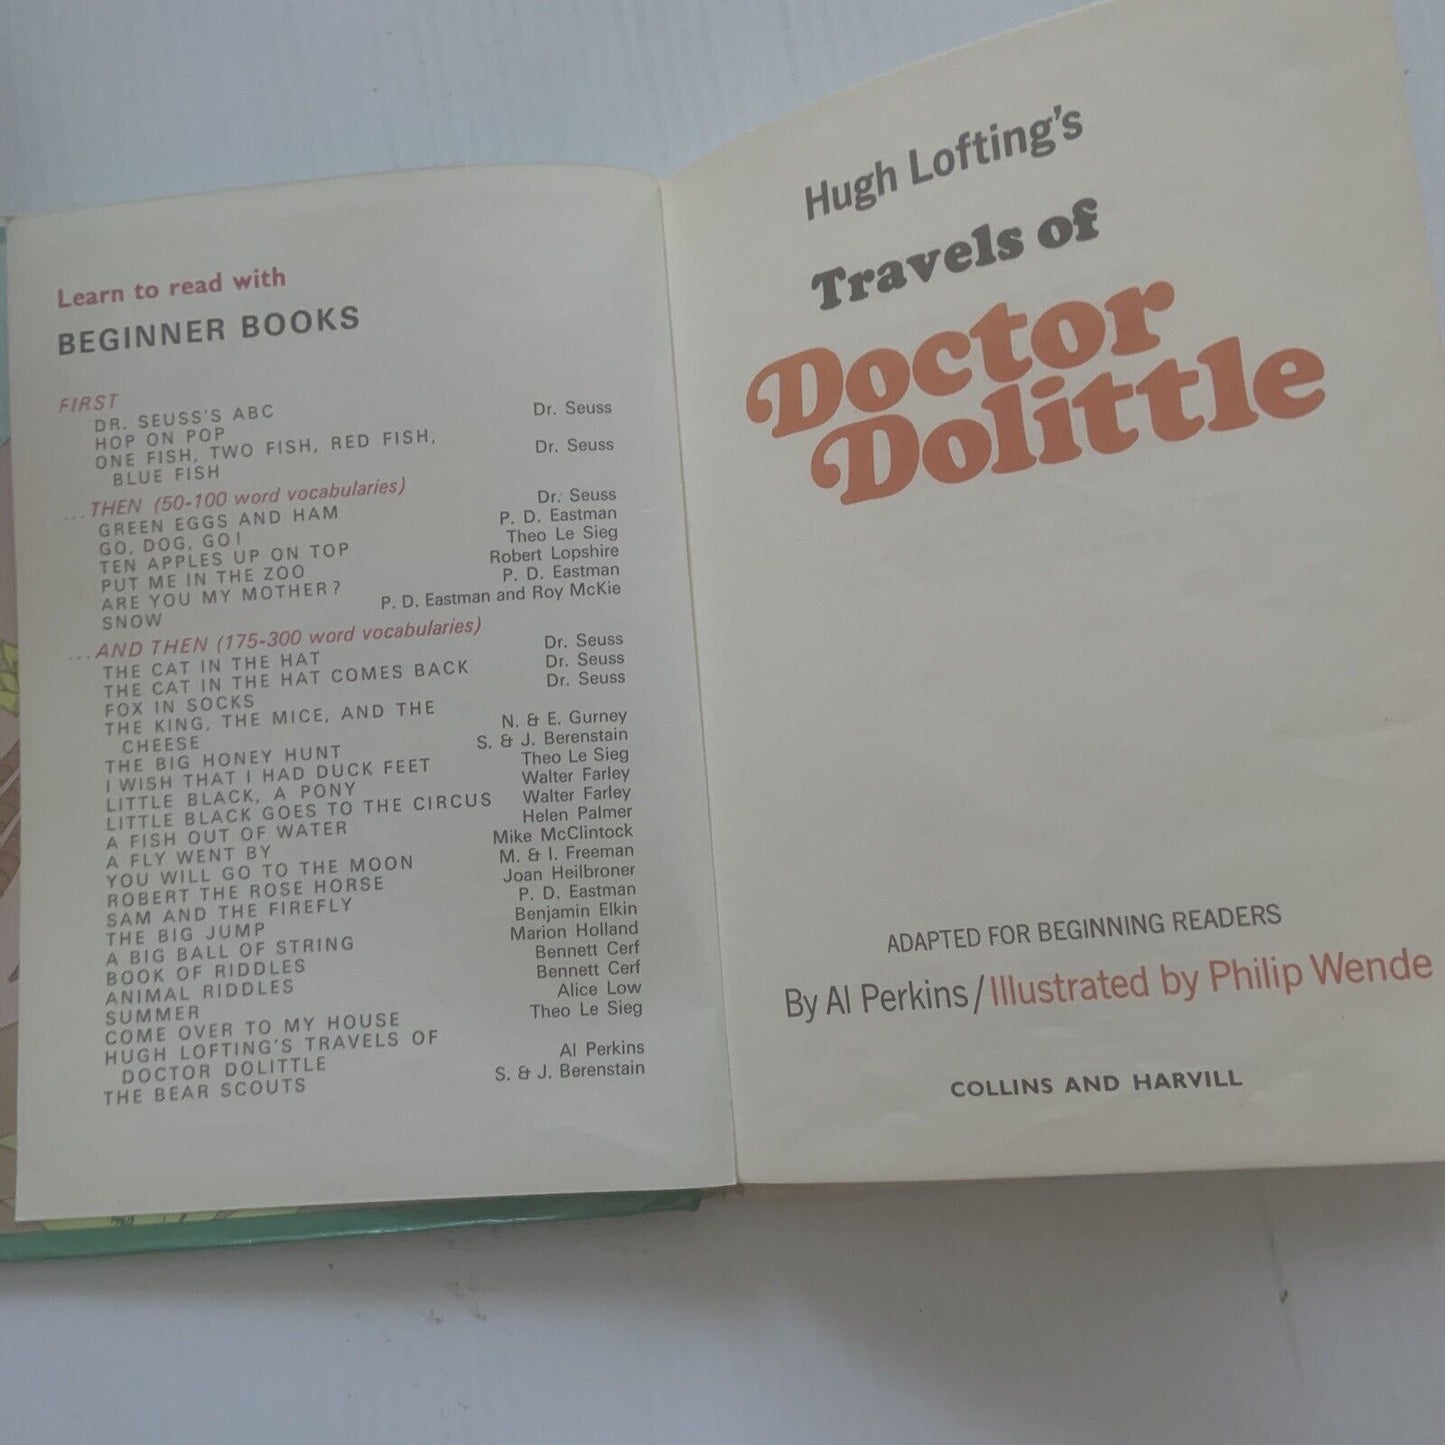 Learn to read with
BEGINNER BOOKS
FIRST
DR. SEUSS'S ABC Dr. Seuss
HOP ON POP
ONE FISH, TWO FISH, RED FISH, Dr. Seuss
BLUE FISH
...THEN (50-100 word vocabularies)
GREEN EGGS AND HAM Dr. Seuss
GO, DOG, GO! P. D. Eastman
TEN APPLES UP ON TOP Theo Le Sieg
PUT ME IN THE ZOO Robert Lopshire
ARE YOU MY MOTHER? P. D. Eastman
SNOW P. D. Eastman and Roy McKie
...AND THEN (175-300 word vocabularies)
THE CAT IN THE HAT Dr. Seuss
THE CAT IN THE HAT COMES BACK Dr. Seuss
FOX IN SOCKS Dr. Seuss
THE KING, THE MICE, AND THE
CHEESE N. & E. Gurney
THE BIG HONEY HUNT S. & J. Berenstain
I WISH THAT I HAD DUCK FEET Theo Le Sieg
LITTLE BLACK, A PONY Walter Farley
LITTLE BLACK GOES TO THE CIRCUS Walter Farley
A FISH OUT OF WATER Helen Palmer
A FLY WENT BY Mike McClintock
YOU WILL GO TO THE MOON M. & I. Freeman
ROBERT THE ROSE HORSE Joan Heilbroner
SAM AND THE FIREFLY P. D. Eastman
THE BIG JUMP Benjamin Elkin
A BIG BALL OF STRING Marion Holland
BOOK OF RIDDLES Bennett Cerf
ANIMAL RIDDLES Bennett Cerf
SUMMER Alice Low
COME OVER TO MY HOUSE Theo Le Sieg
HUGH LOFTING'S TRAVELS OF
DOCTOR DOLITTLE Al Perkins
THE BEAR SCOUTS S. & J. Berenstain
Hugh Lofting's
Travels of
Doctor
Dolittle
ADAPTED FOR BEGINNING READERS
By Al Perkins/Illustrated by Philip Wende
COLLINS AND HARVILL